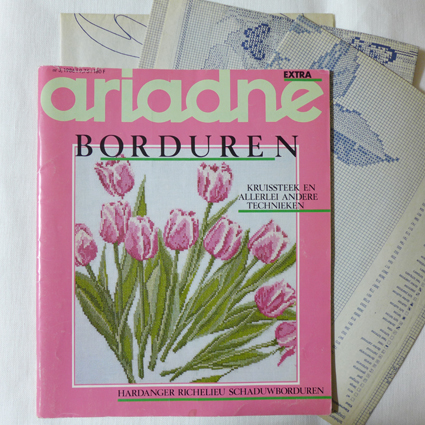 EXTRA
ariadne
BORDUREN
KRUISSTEEK EN
ALLERLEI ANDERE
TECHNIEKEN
HARDANGER RICHELIEU SCHADUWBORDUREN